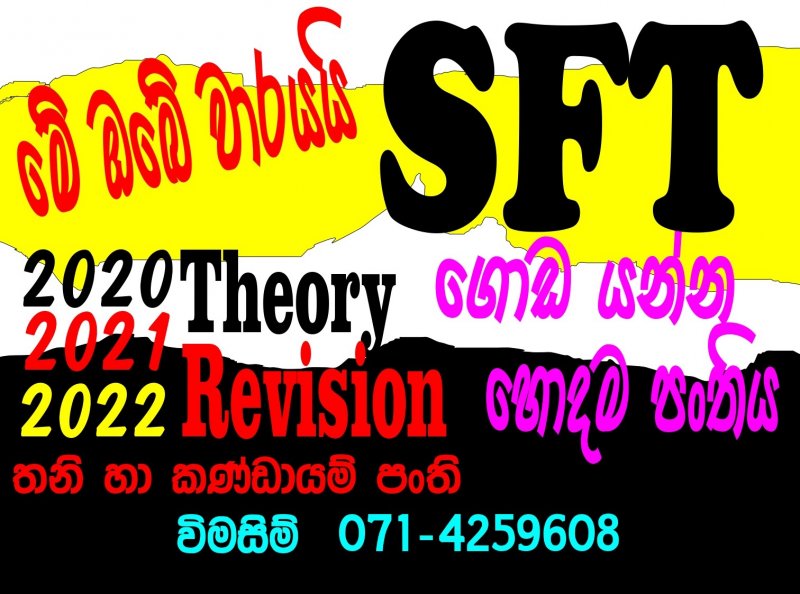 මේ ඔබේ වාරයයි
SFT
2020 Theory
2021
2022 Revision
ගොඩ යන්න
හොඳම පංතිය
තනි හා කණ්ඩායම් පංති
විමසිම් 071-4259608